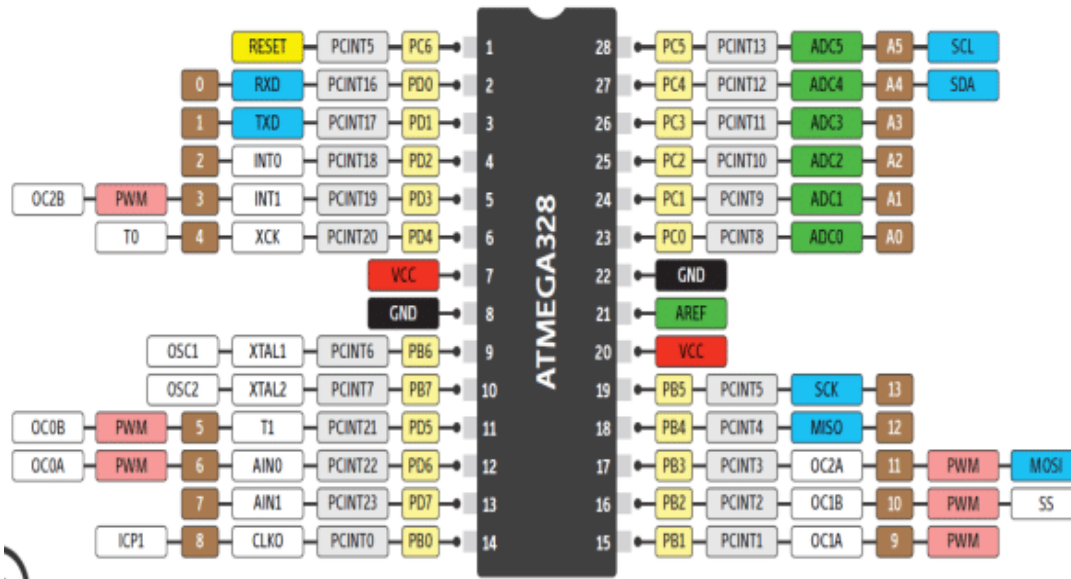 RESET PCINT5 PC6 1 28 PC5 PCINT13 ADC5 A5 SCL
0 RXD PCINT16 PD0 2 27 PC4 PCINT12 ADC4 A4 SDA
1 TXD PCINT17 PD1 3 26 PC3 PCINT11 ADC3 A3
2 INT0 PCINT18 PD2 4 25 PC2 PCINT10 ADC2 A2
OC2B PWM 3 INT1 PCINT19 PD3 5 24 PC1 PCINT9 ADC1 A1
T0 4 XCK PCINT20 PD4 6 23 PC0 PCINT8 ADC0 A0
VCC 7 22 GND
GND 8 21 AREF
ATMEGA328
OSC1 XTAL1 PCINT6 PB6 9 20 VCC
OSC2 XTAL2 PCINT7 PB7 10 19 PB5 PCINT5 SCK 13
OC0B PWM 5 T1 PCINT21 PD5 11 18 PB4 PCINT4 MISO 12
OC0A PWM 6 AIN0 PCINT22 PD6 12 17 PB3 PCINT3 OC2A 11 PWM MOSI
7 AIN1 PCINT23 PD7 13 16 PB2 PCINT2 OC1B 10 PWM SS
ICP1 8 CLKO PCINT0 PB0 14 15 PB1 PCINT1 OC1A 9 PWM